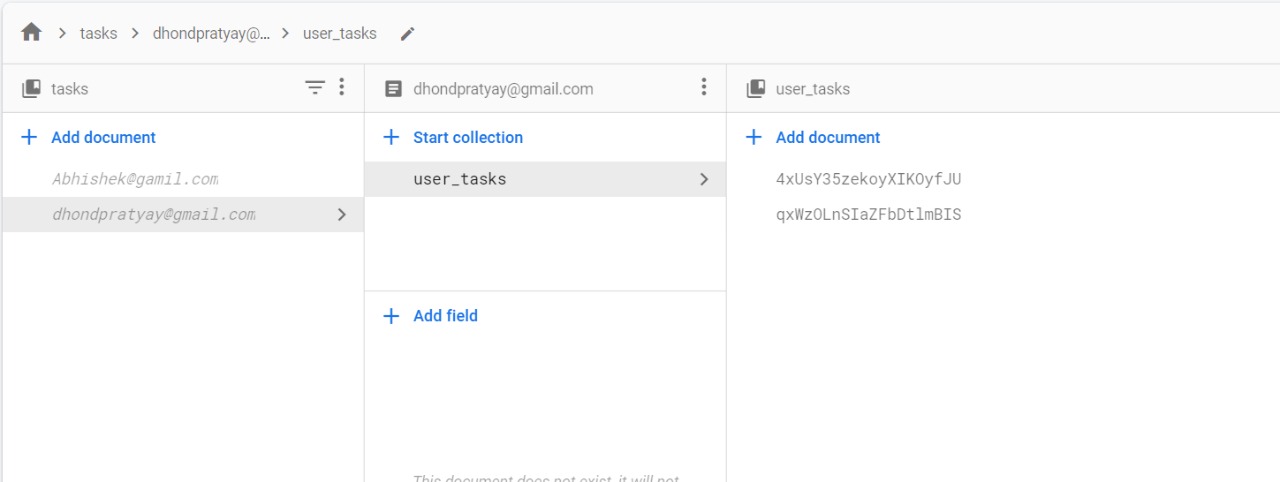 tasks dhondpratyay@... user_tasks
tasks
Add document
Abhishek@gamil.com
dhondpratyay@gmail.com
dhondpratyay@gmail.com
Start collection
user_tasks
Add field
This document does not exist, it will not
user_tasks
Add document
4xUsY35zekoyXIKOyfJU
qxWzOLnSIaZFbDtlmBIS